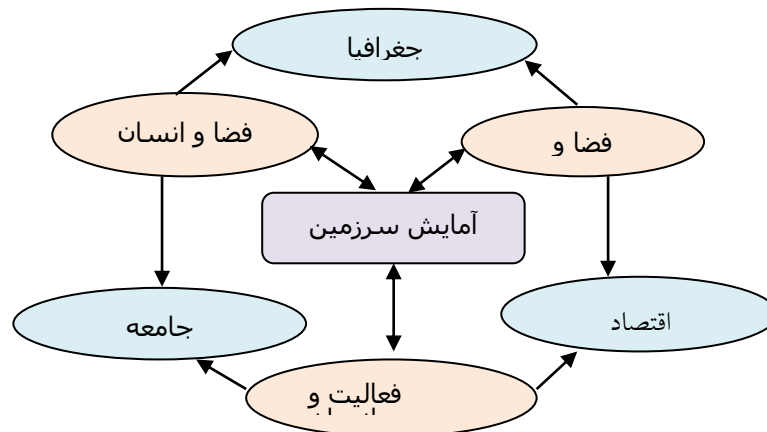 جغرافیا
فضا و انسان
فضا و
آمایش سرزمین
جامعه
اقتصاد
فعالیت و